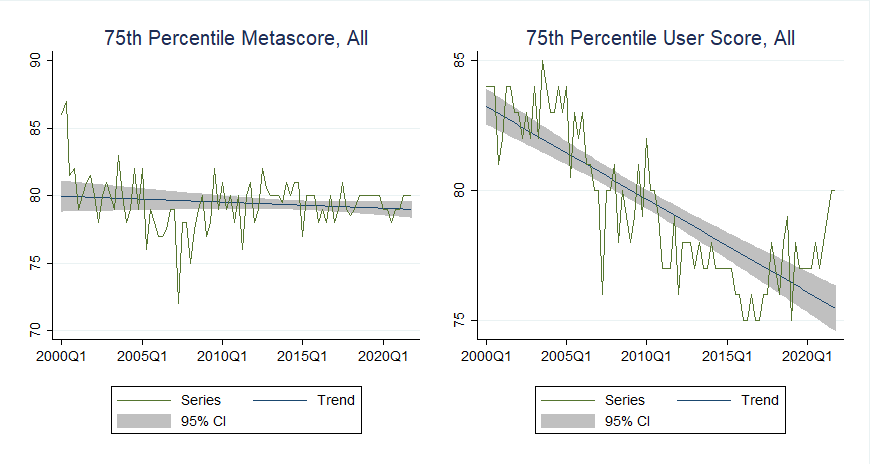 75th Percentile Metascore, All
90
85
80
75
70
2000Q1 2005Q1 2010Q1 2015Q1 2020Q1
Series Trend
95% CI
75th Percentile User Score, All
85
80
75
2000Q1 2005Q1 2010Q1 2015Q1 2020Q1
Series Trend
95% CI